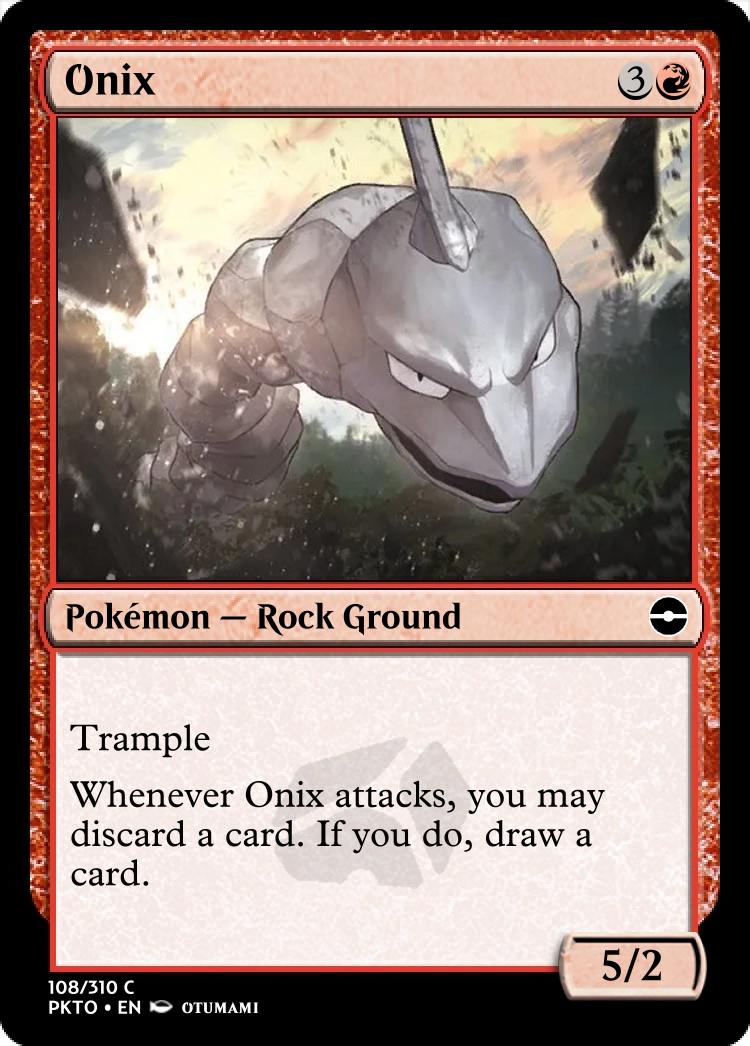 Onix 3
Pokémon — Rock Ground
Trample
Whenever Onix attacks, you may
discard a card. If you do, draw a
card.
5/2
108/310 C
PKTO • EN OTUMAMI